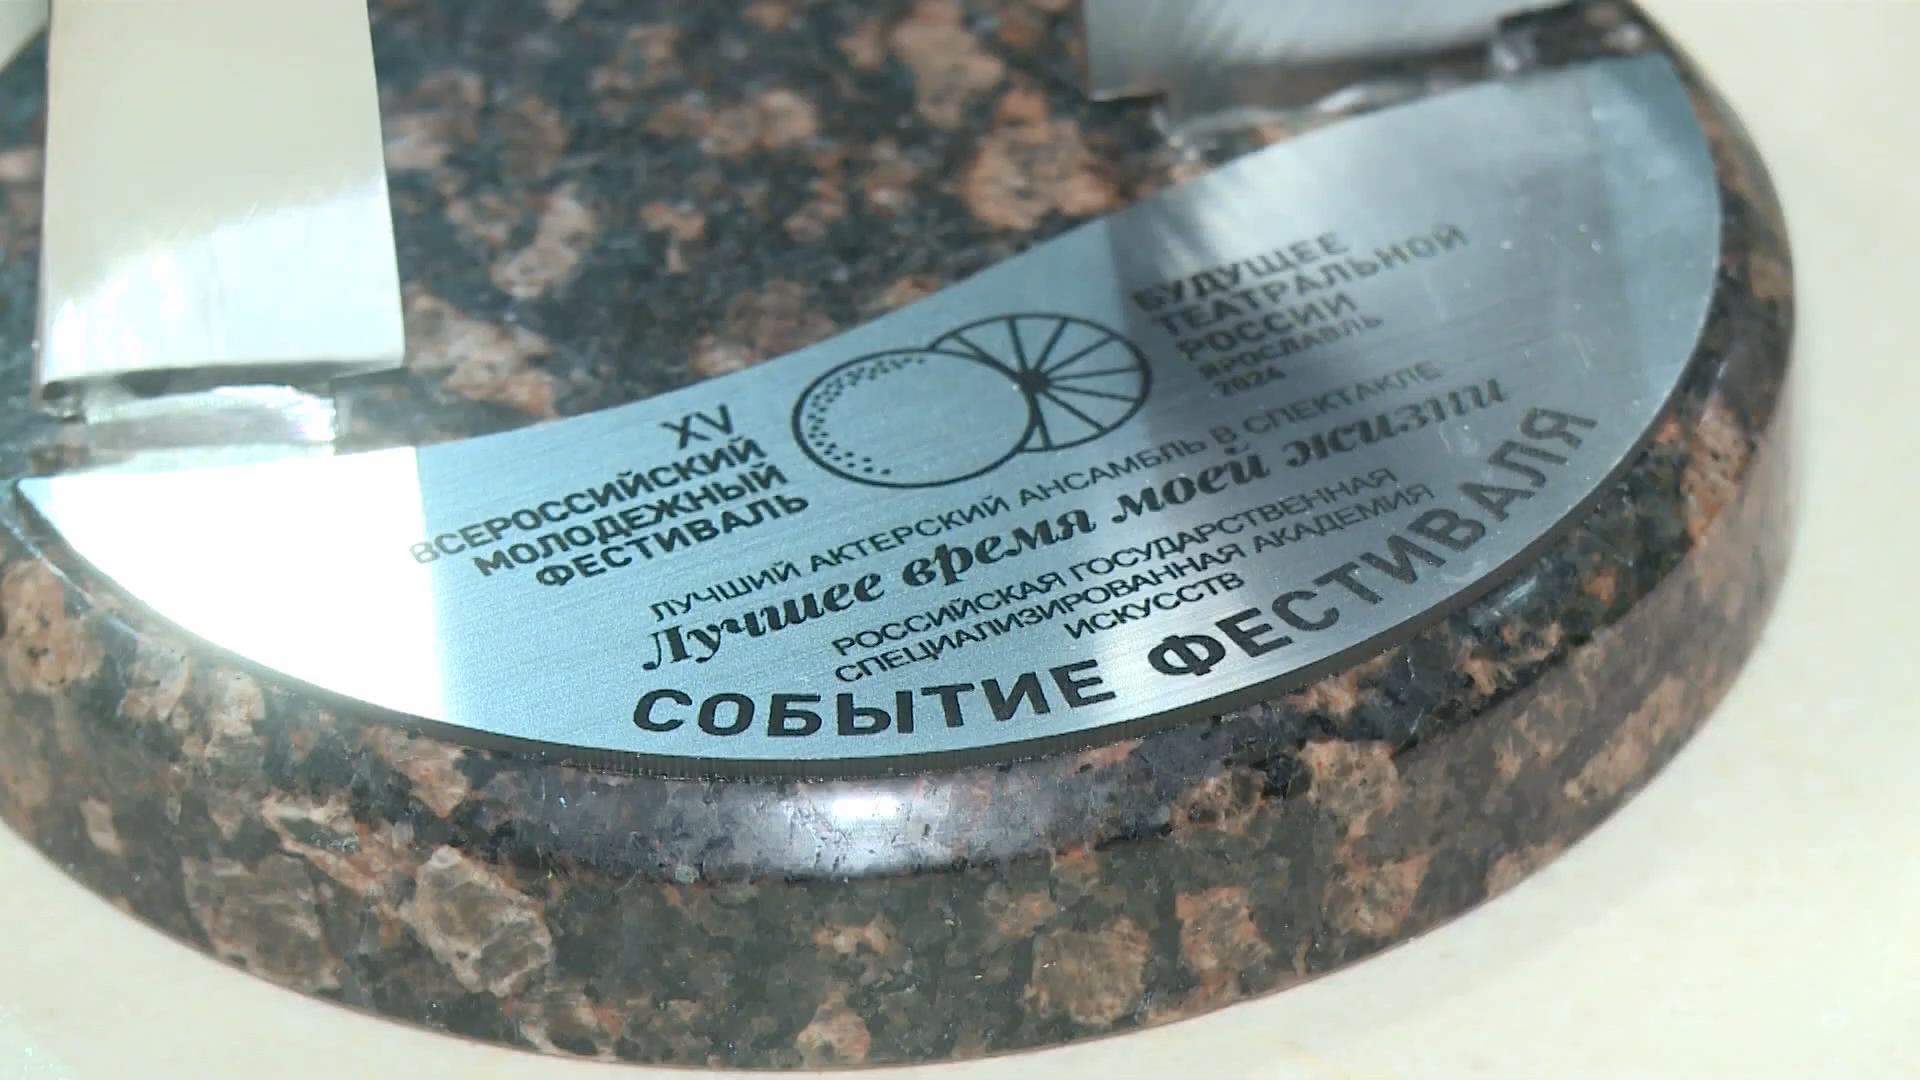 XV
ВСЕРОССИЙСКИЙ
МОЛОДЕЖНЫЙ
ФЕСТИВАЛЬ
БУДУЩЕЕ
ТЕАТРАЛЬНОЙ
РОССИИ
ЯРОСЛАВЛЬ
2024
ЛУЧШИЙ АКТЕРСКИЙ АНСАМБЛЬ В СПЕКТАКЛЕ
Лучшее время моей жизни
РОССИЙСКАЯ ГОСУДАРСТВЕННАЯ
СПЕЦИАЛИЗИРОВАННАЯ АКАДЕМИЯ
ИСКУССТВ
СОБЫТИЕ ФЕСТИВАЛЯ